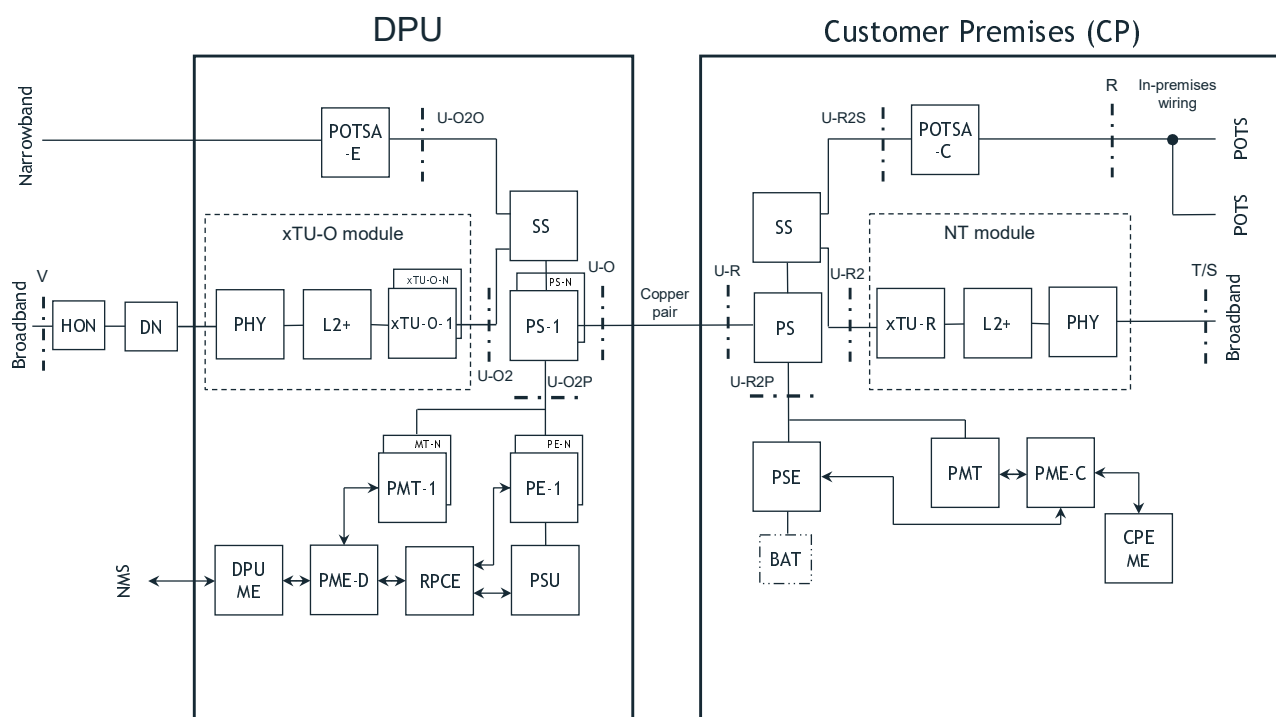 DPU
Customer Premises (CP)
Narrowband
POTSA
-E
U-O2O
U-R2S
POTSA
-C
R
In-premises
wiring
POTS
POTS
SS
SS
xTU-O module
NT module
V
Broadband
HON
DN
PHY
L2+
xTU-O-N
xTU-O-1
U-O2
PS-N
PS-1
U-O
Copper
pair
U-R
PS
U-R2
xTU-R
L2+
PHY
T/S
Broadband
U-O2P
U-R2P
MT-N
PMT-1
PE-N
PE-1
PSE
PMT
PME-C
BAT
CPE
ME
NMS
DPU
ME
PME-D
RPCE
PSU